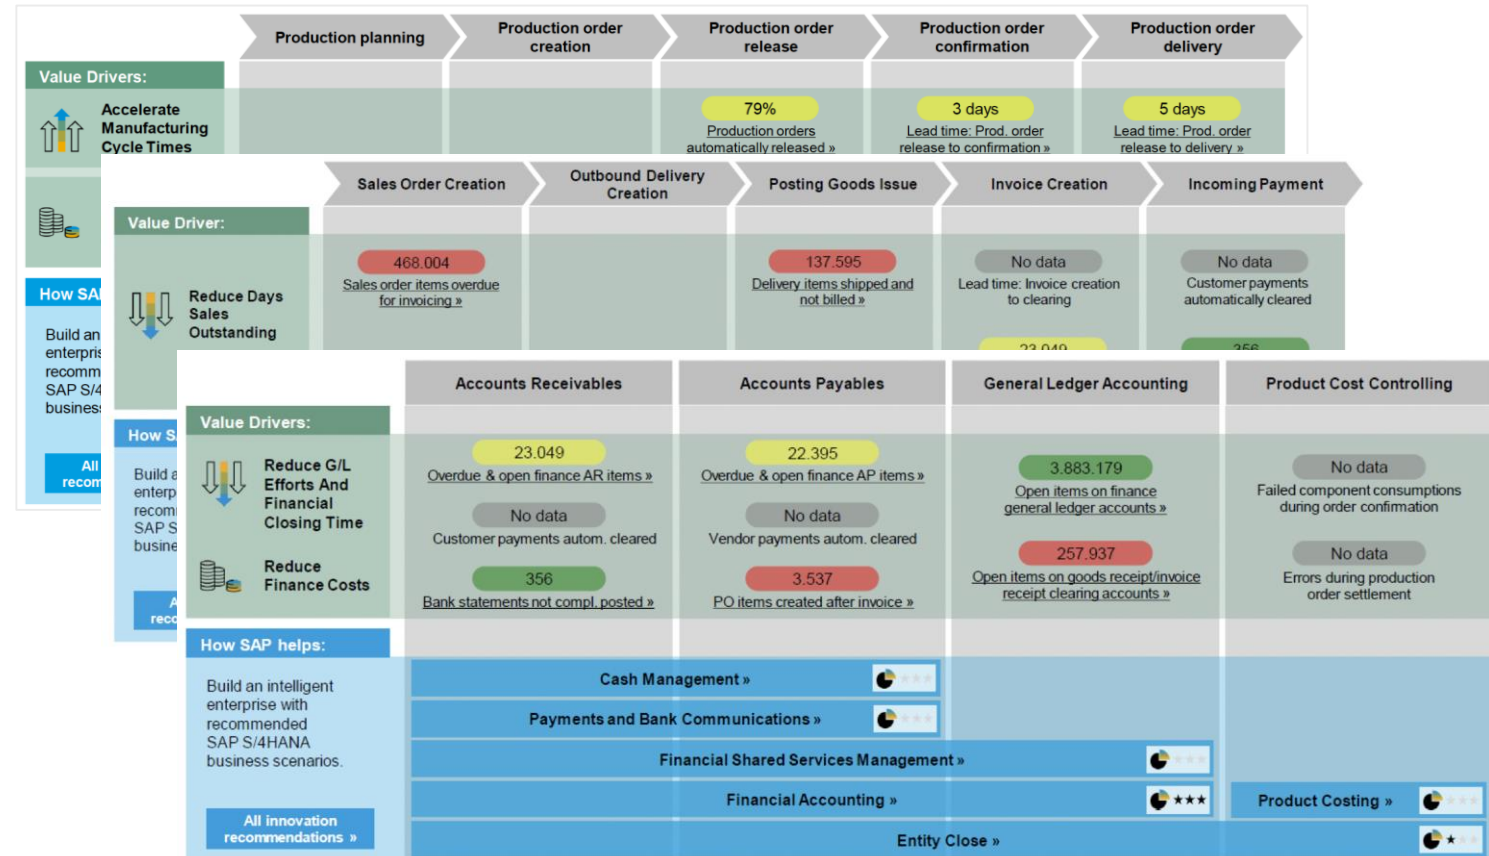 Production planning
Production order
creation
Production order
release
Production order
confirmation
Production order
delivery
Value Drivers:
Accelerate
Manufacturing
Cycle Times
79%
Production orders
automatically released »
3 days
Lead time: Prod. order
release to confirmation »
5 days
Lead time: Prod. order
release to delivery »
How SA
Build an
enterpris
recomm
SAP S/4
business
All
recom
Sales Order Creation
Outbound Delivery
Creation
Posting Goods Issue
Invoice Creation
Incoming Payment
Value Driver:
Reduce Days
Sales
Outstanding
468.004
Sales order items overdue
for invoicing »
137.595
Delivery items shipped and
not billed »
No data
Lead time: Invoice creation
to clearing
No data
Customer payments
automatically cleared
23.049
356
How S
Build a
enterp
recom
SAP S
busine
A
reco
Accounts Receivables
Accounts Payables
General Ledger Accounting
Product Cost Controlling
Value Drivers:
Reduce G/L
Efforts And
Financial
Closing Time
Reduce
Finance Costs
23.049
Overdue & open finance AR items »
No data
Customer payments autom. cleared
356
Bank statements not compl. posted »
22.395
Overdue & open finance AP items »
No data
Vendor payments autom. cleared
3.537
PO items created after invoice »
3.883.179
Open items on finance
general ledger accounts »
257.937
Open items on goods receipt/invoice
receipt clearing accounts »
No data
Failed component consumptions
during order confirmation
No data
Errors during production
order settlement
How SAP helps:
Build an intelligent
enterprise with
recommended
SAP S/4HANA
business scenarios.
All innovation
recommendations »
Cash Management »
Payments and Bank Communications »
Financial Shared Services Management »
Financial Accounting »
Product Costing »
Entity Close »